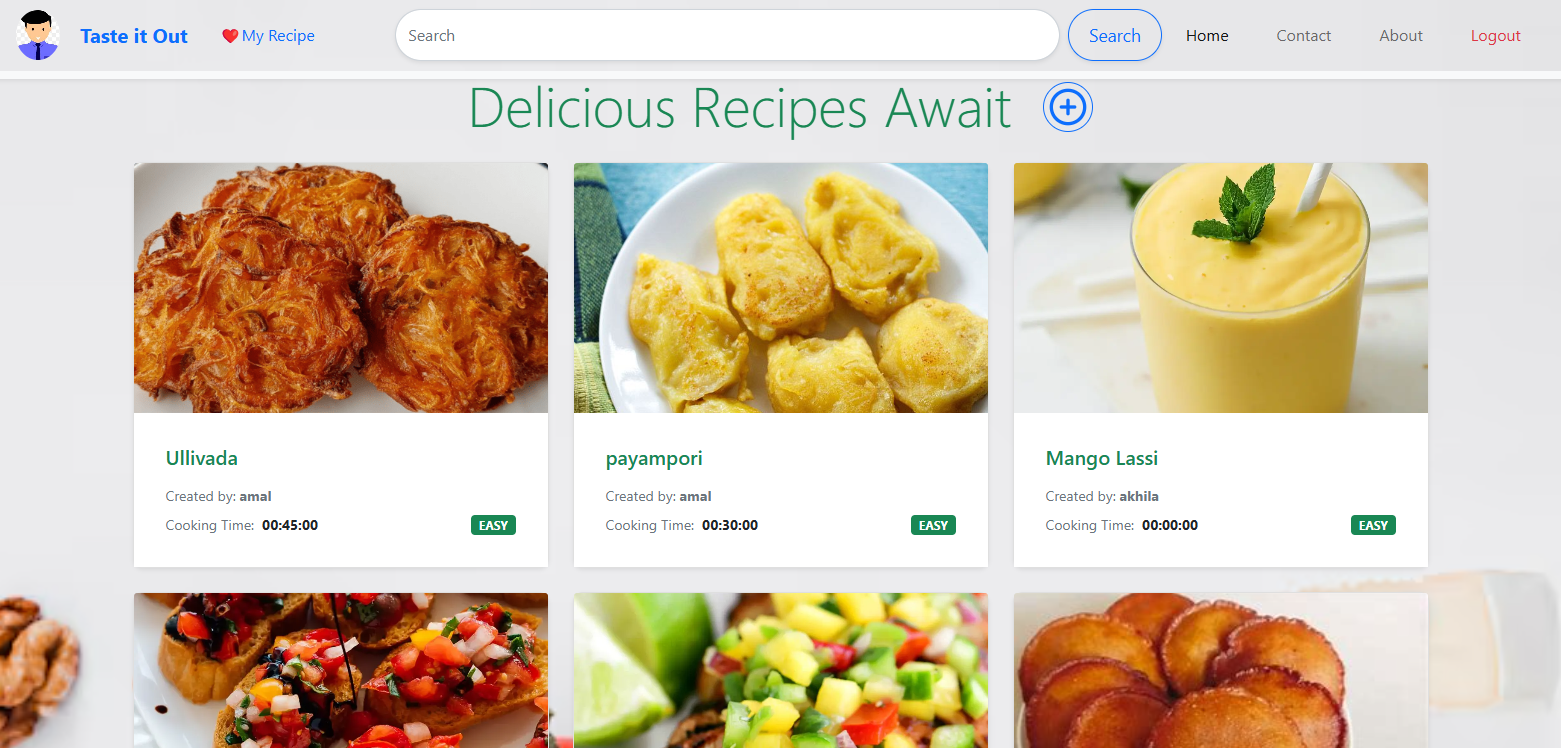 Taste it Out My Recipe Search Search Home Contact About Logout
Delicious Recipes Await
Ullivada
Created by: amal
Cooking Time: 00:45:00 EASY
payampori
Created by: amal
Cooking Time: 00:30:00 EASY
Mango Lassi
Created by: akhila
Cooking Time: 00:00:00 EASY